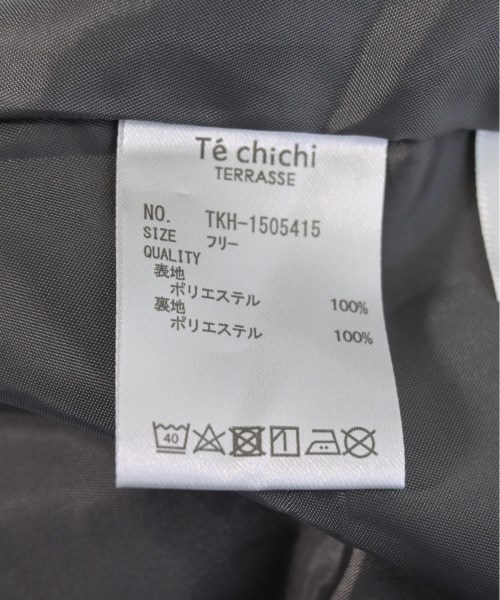 Té chichi
TERRASSE
NO. TKH-1505415
SIZE フリー
QUALITY
表地
ポリエステル 100%
裏地
ポリエステル 100%
40